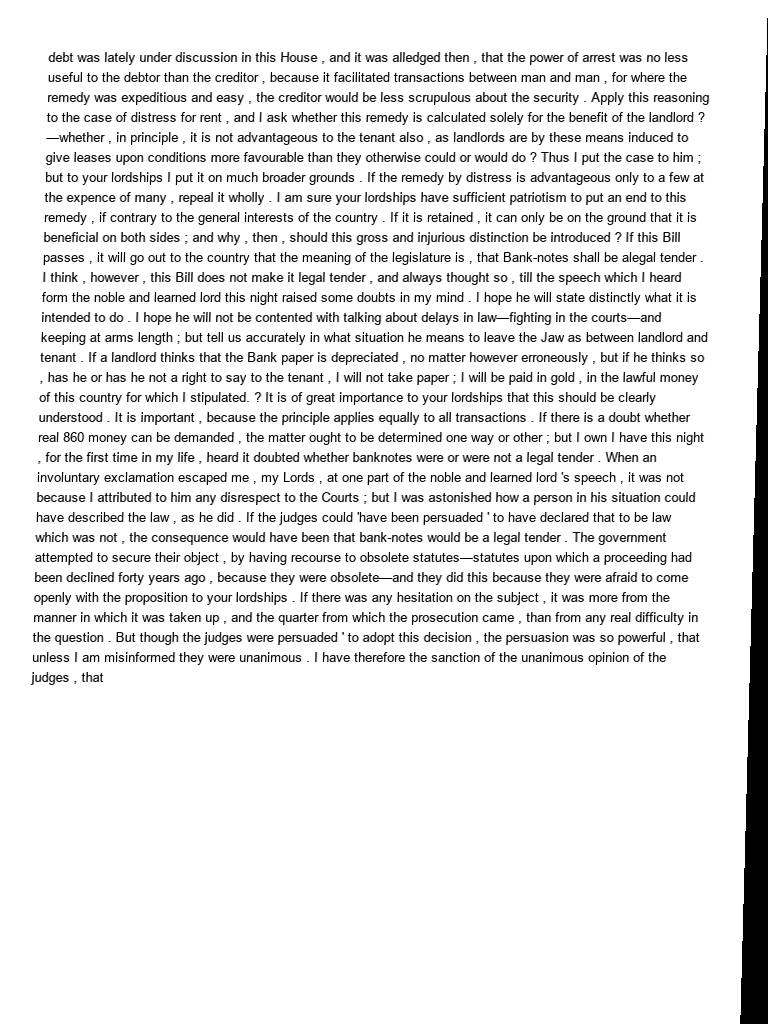 debt was lately under discussion in this House , and it was alledged then , that the power of arrest was no less
useful to the debtor than the creditor , because it facilitated transactions between man and man , for where the
remedy was expeditious and easy , the creditor would be less scrupulous about the security . Apply this reasoning
to the case of distress for rent , and I ask whether this remedy is calculated solely for the benefit of the landlord ?
—whether , in principle , it is not advantageous to the tenant also , as landlords are by these means induced to
give leases upon conditions more favourable than they otherwise could or would do ? Thus I put the case to him ;
but to your lordships I put it on much broader grounds . If the remedy by distress is advantageous only to a few at
the expence of many , repeal it wholly . I am sure your lordships have sufficient patriotism to put an end to this
remedy , if contrary to the general interests of the country . If it is retained , it can only be on the ground that it is
beneficial on both sides ; and why , then , should this gross and injurious distinction be introduced ? If this Bill
passes , it will go out to the country that the meaning of the legislature is , that Bank-notes shall be alegal tender .
I think , however , this Bill does not make it legal tender , and always thought so , till the speech which I heard
form the noble and learned lord this night raised some doubts in my mind . I hope he will state distinctly what it is
intended to do . I hope he will not be contented with talking about delays in law—fighting in the courts—and
keeping at arms length ; but tell us accurately in what situation he means to leave the Jaw as between landlord and
tenant . If a landlord thinks that the Bank paper is depreciated , no matter however erroneously , but if he thinks so
, has he or has he not a right to say to the tenant , I will not take paper ; I will be paid in gold , in the lawful money
of this country for which I stipulated. ? It is of great importance to your lordships that this should be clearly
understood . It is important , because the principle applies equally to all transactions . If there is a doubt whether
real 860 money can be demanded , the matter ought to be determined one way or other ; but I own I have this night
, for the first time in my life , heard it doubted whether banknotes were or were not a legal tender . When an
involuntary exclamation escaped me , my Lords , at one part of the noble and learned lord 's speech , it was not
because I attributed to him any disrespect to the Courts ; but I was astonished how a person in his situation could
have described the law , as he did . If the judges could 'have been persuaded ' to have declared that to be law
which was not , the consequence would have been that bank-notes would be a legal tender . The government
attempted to secure their object , by having recourse to obsolete statutes—statutes upon which a proceeding had
been declined forty years ago , because they were obsolete—and they did this because they were afraid to come
openly with the proposition to your lordships . If there was any hesitation on the subject , it was more from the
manner in which it was taken up , and the quarter from which the prosecution came , than from any real difficulty in
the question . But though the judges were persuaded ' to adopt this decision , the persuasion was so powerful , that
unless I am misinformed they were unanimous . I have therefore the sanction of the unanimous opinion of the
judges , that